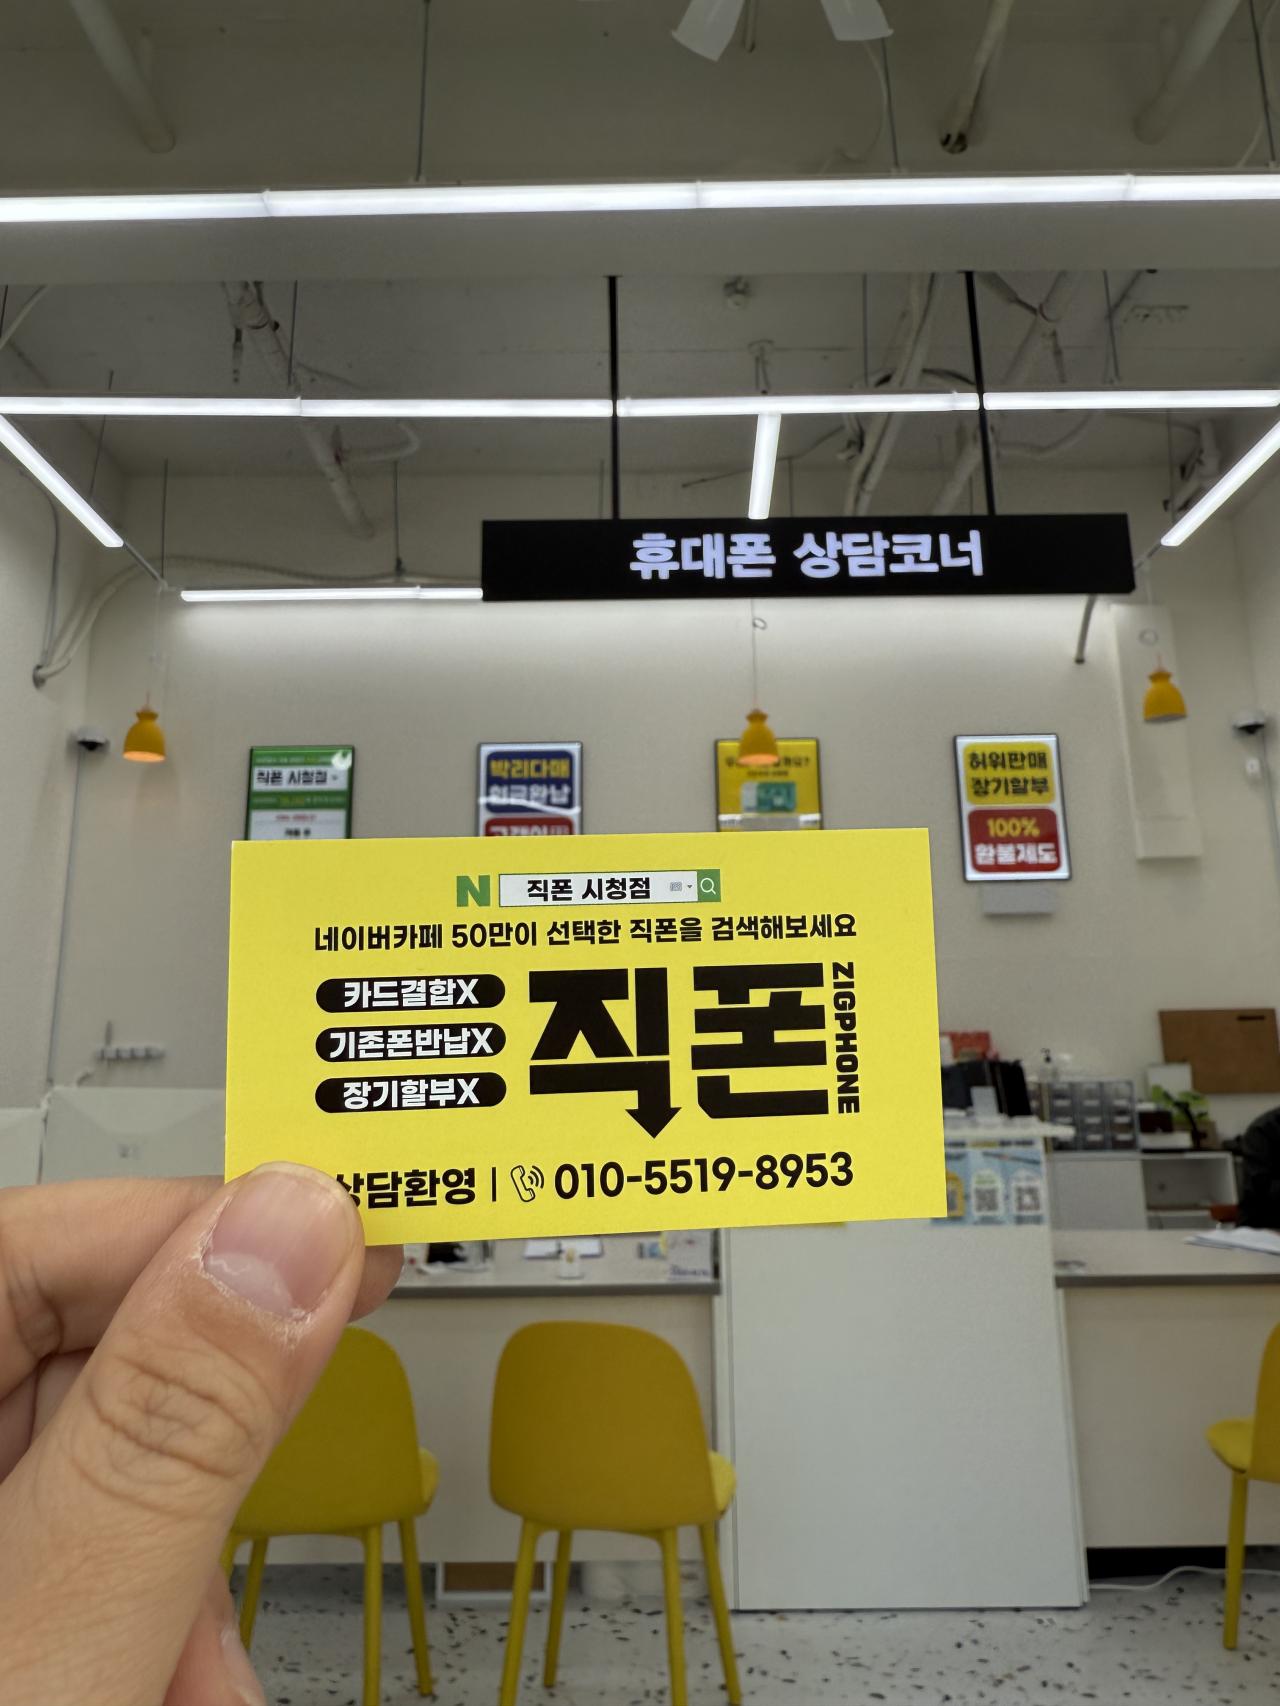 휴대폰 상담코너
직폰 시청점
박리다매
현금완납
허위판매
장기할부
100%
환불제도
N 직폰 시청점
네이버카페 50만이 선택한 직폰을 검색해보세요
카드결합X
기존폰반납X
장기할부X
직폰
ZIGPHONE
상담환영 | 010-5519-8953